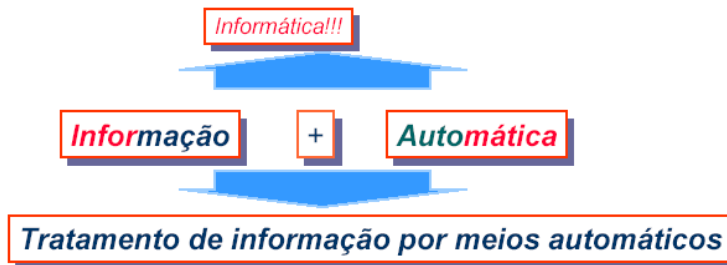 Informática!!!
Informação + Automática
Tratamento de informação por meios automáticos